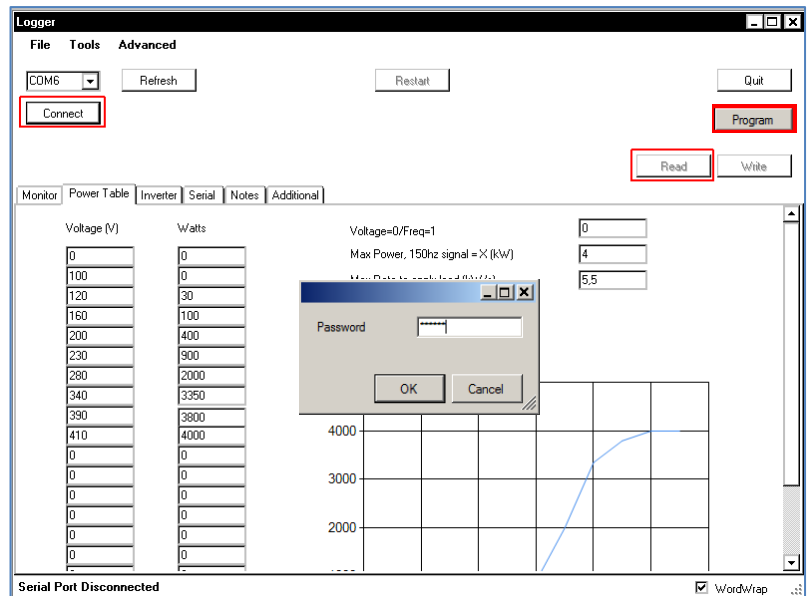 Logger
File Tools Advanced
COM6 Refresh Restart Quit
Connect Program
Read Write
Monitor Power Table Inverter Serial Notes Additional
Voltage (V) Watts Voltage=0/Freq=1 0
Max Power, 150hz signal = X (kW) 4
5,5
0 0
100 0
120 30
160 100
200 400
230 900
280 2000
340 3350
390 3800
410 4000
0 0
0 0
0 0
0 0
0 0
Password ******
OK Cancel
4000
3000
2000
Serial Port Disconnected WordWrap